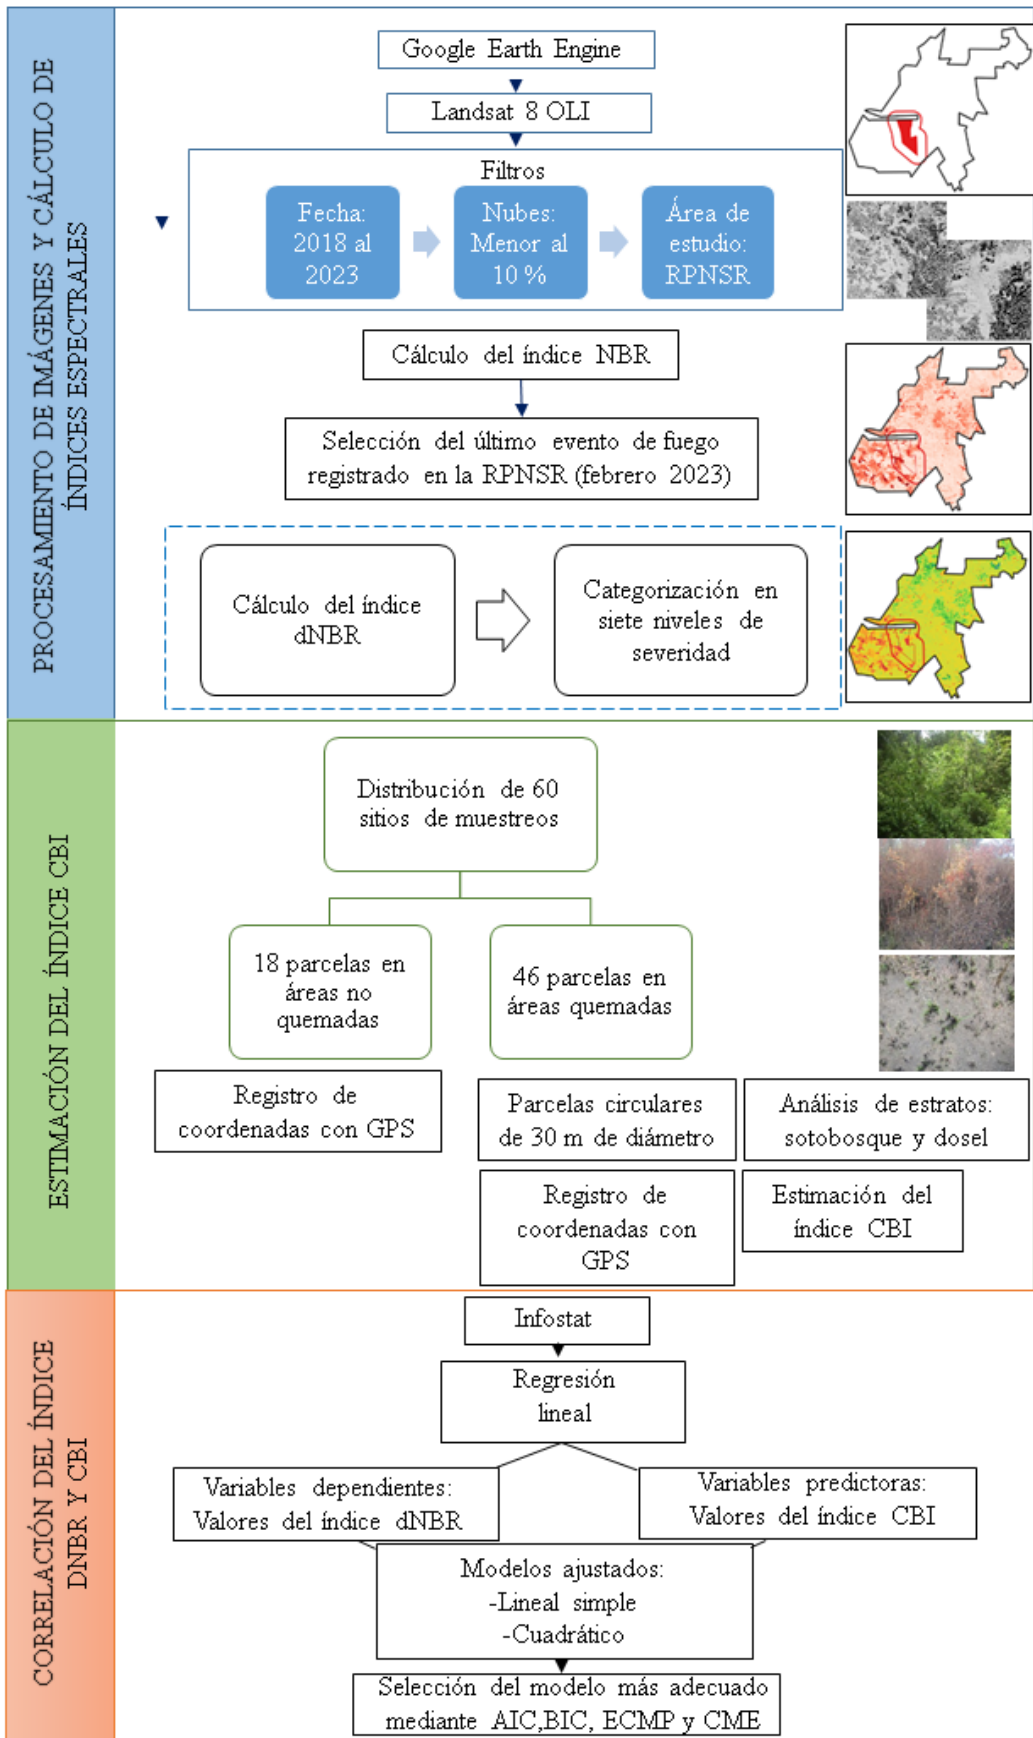 PROCESAMIENTO DE IMÁGENES Y CÁLCULO DE
ÍNDICES ESPECTRALES
Google Earth Engine
Landsat 8 OLI
Filtros
Fecha:
2018 al
2023
Nubes:
Menor al
10 %
Área de
estudio:
RPNSR
Cálculo del índice NBR
Selección del último evento de fuego
registrado en la RPNSR (febrero 2023)
Cálculo del índice
dNBR
Categorización en
siete niveles de
severidad
ESTIMACIÓN DEL ÍNDICE CBI
Distribución de 60
sitios de muestreos
18 parcelas en
áreas no
quemadas
46 parcelas en
áreas quemadas
Registro de
coordenadas con GPS
Parcelas circulares
de 30 m de diámetro
Análisis de estratos:
sotobosque y dosel
Registro de
coordenadas con
GPS
Estimación del
índice CBI
CORRELACIÓN DEL ÍNDICE
DNBR Y CBI
Infostat
Regresión
lineal
Variables dependientes:
Valores del índice dNBR
Variables predictoras:
Valores del índice CBI
Modelos ajustados:
-Lineal simple
-Cuadrático
Selección del modelo más adecuado
mediante AIC,BIC, ECMP y CME